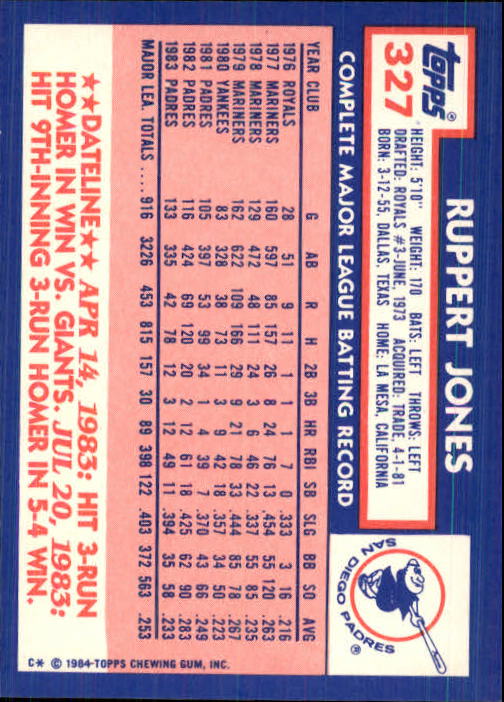 Topps®
327
RUPPERT JONES
HEIGHT: 5'10" WEIGHT: 170 BATS: LEFT THROWS: LEFT
DRAFTED: ROYALS #3-JUNE, 1973 ACQUIRED: TRADE, 4-1-81
BORN: 3-12-55, DALLAS, TEXAS HOME: LA MESA, CALIFORNIA
SAN DIEGO PADRES ®
COMPLETE MAJOR LEAGUE BATTING RECORD
YEAR CLUB G AB R H 2B 3B HR RBI SB SLG BB SO AVG
1976 ROYALS 28 51 9 11 1 1 1 7 0 .333 3 16 .216
1977 MARINERS 160 597 85 157 26 8 24 76 13 .454 55 120 .263
1978 MARINERS 129 472 48 111 24 3 6 46 22 .337 55 85 .235
1979 MARINERS 162 622 109 166 29 9 21 78 33 .444 85 78 .267
1980 YANKEES 83 328 38 73 11 3 9 42 18 .357 34 50 .223
1981 PADRES 105 397 53 99 34 1 4 39 7 .370 43 66 .249
1982 PADRES 116 424 69 120 20 2 12 61 18 .425 62 90 .283
1983 PADRES 133 335 42 78 12 3 12 49 11 .394 35 58 .233
MAJOR LEA. TOTALS .... 916 3226 453 815 157 30 89 398 122 .403 372 563 .253
★★DATELINE★★ APR 14, 1983: HIT 3-RUN
HOMER IN WIN VS. GIANTS. JUL 20, 1983:
HIT 9TH-INNING 3-RUN HOMER IN 5-4 WIN.
C* © 1984-TOPPS CHEWING GUM, INC.